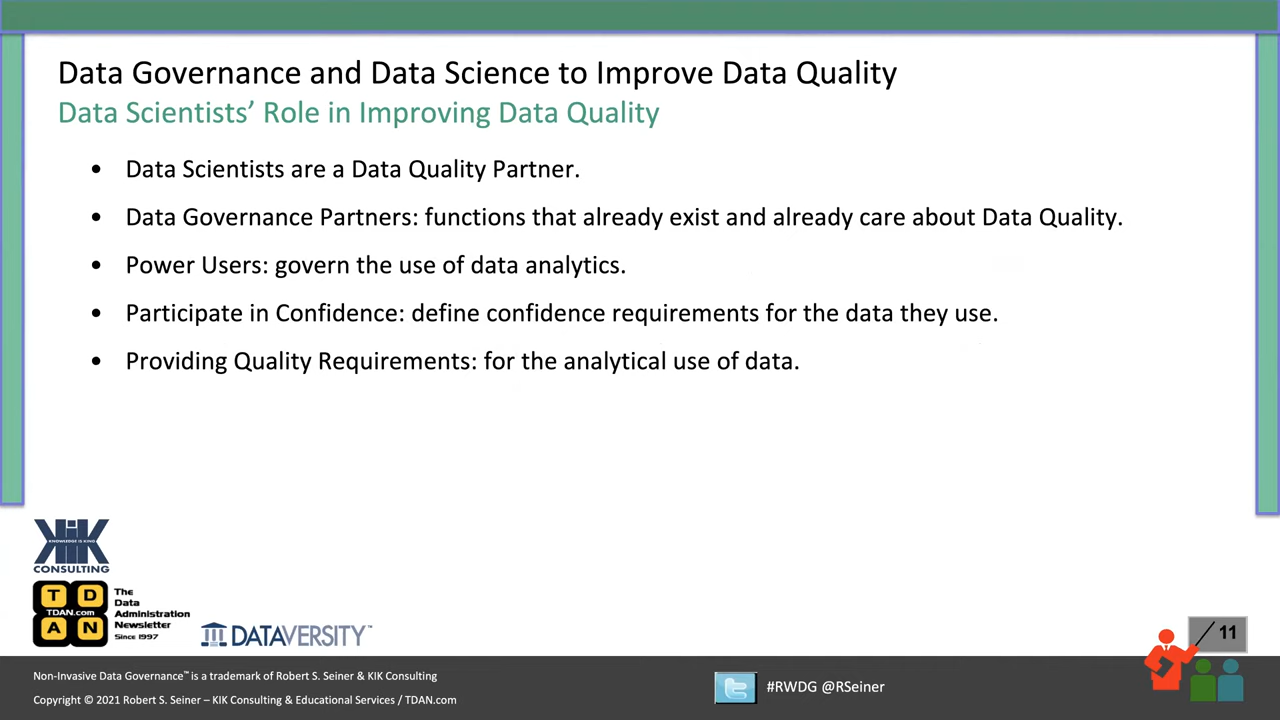 Data Governance and Data Science to Improve Data Quality
Data Scientists’ Role in Improving Data Quality
• Data Scientists are a Data Quality Partner.
• Data Governance Partners: functions that already exist and already care about Data Quality.
• Power Users: govern the use of data analytics.
• Participate in Confidence: define confidence requirements for the data they use.
• Providing Quality Requirements: for the analytical use of data.
KIK
KNOWLEDGE IS KING
CONSULTING
T D
TDAN.com
A N
The
Data
Administration
Newsletter
Since 1997
DATAVERSITY™
11
Non-Invasive Data Governance™ is a trademark of Robert S. Seiner & KIK Consulting
Copyright © 2021 Robert S. Seiner – KIK Consulting & Educational Services / TDAN.com
#RWDG @RSeiner